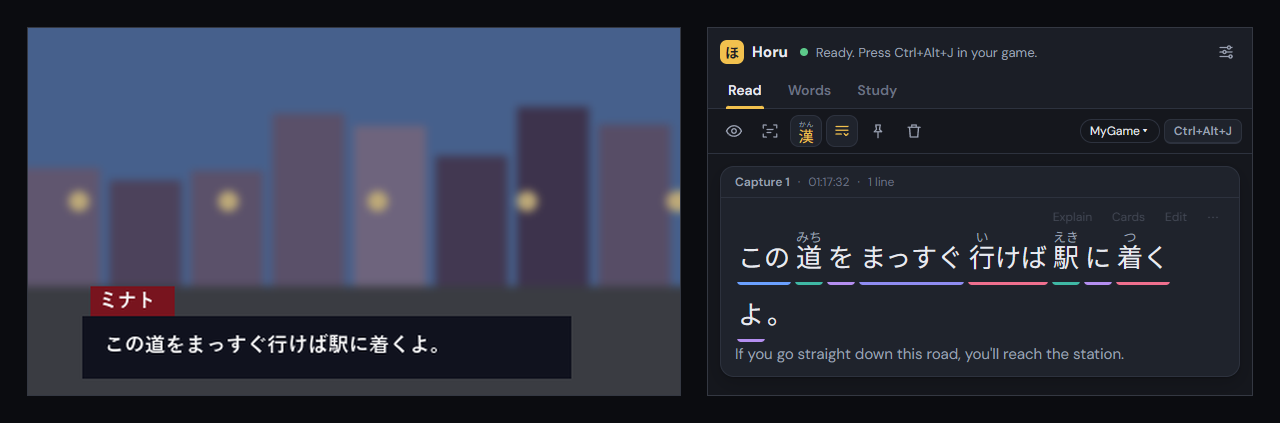 ミナト
この道をまっすぐ行けば駅に着くよ。
ほ Horu Ready. Press Ctrl+Alt+J in your game.
Read Words Study
かん
漢
MyGame Ctrl+Alt+J
Capture 1 · 01:17:32 · 1 line
Explain Cards Edit ...
みち い えき つ
この道をまっすぐ行けば駅に着く
よ。
If you go straight down this road, you'll reach the station.